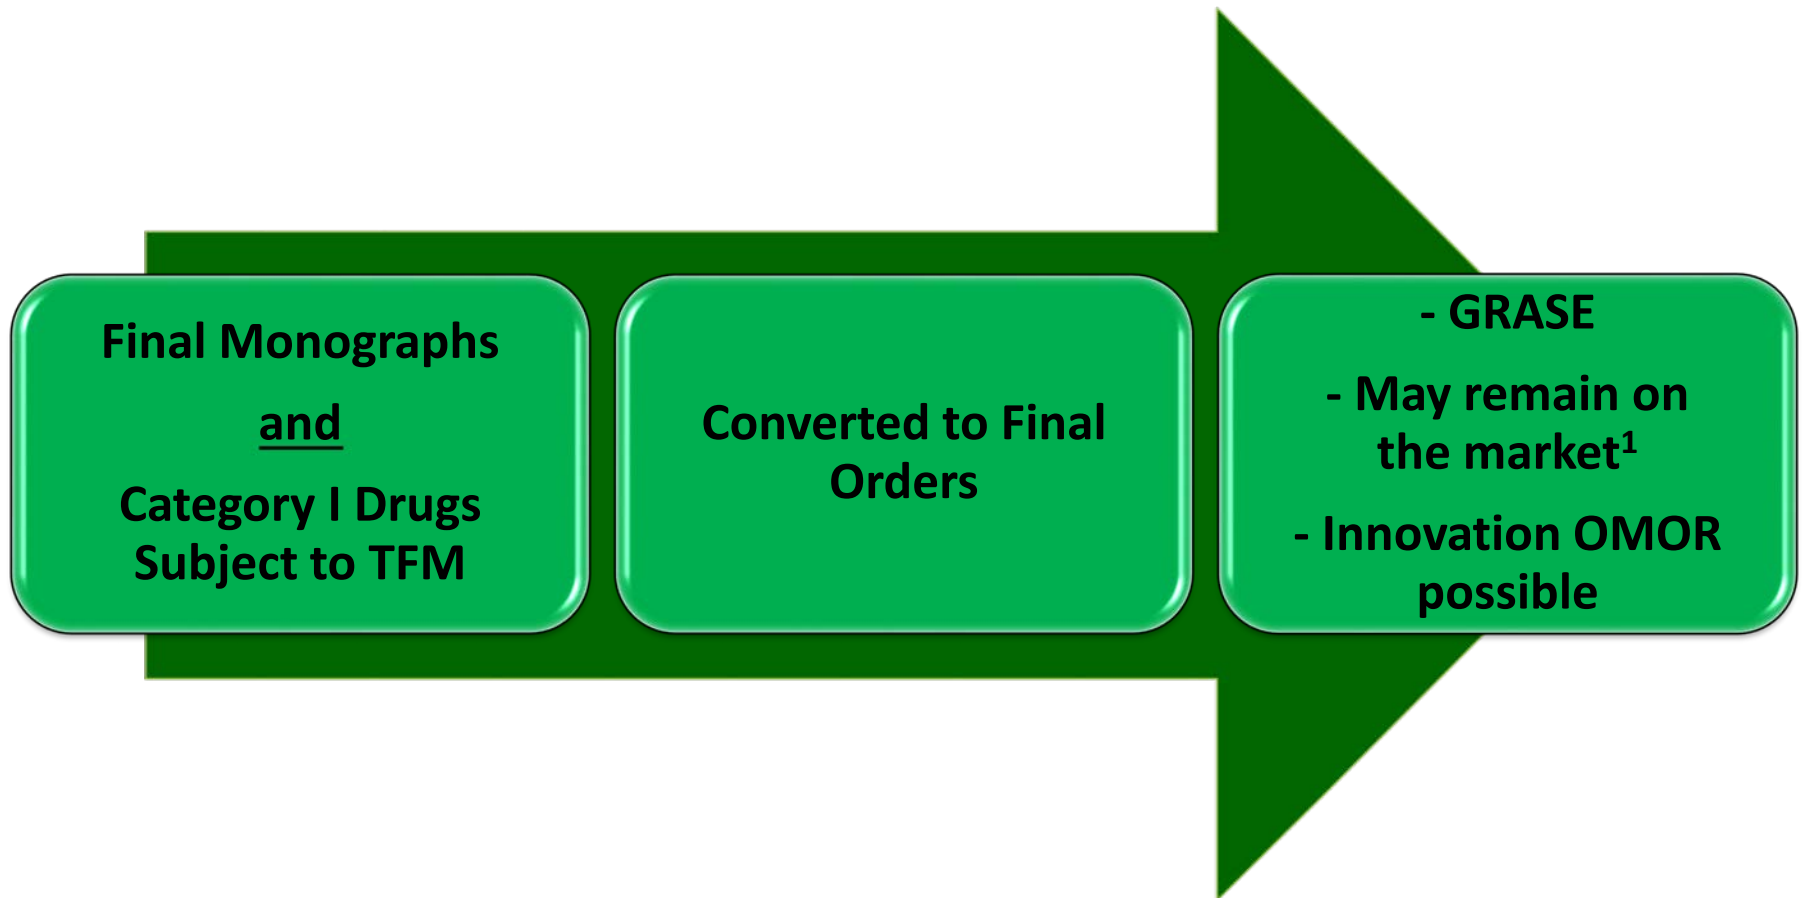 Final Monographs
and
Category I Drugs
Subject to TFM
Converted to Final
Orders
- GRASE
- May remain on
the market¹
- Innovation OMOR
possible